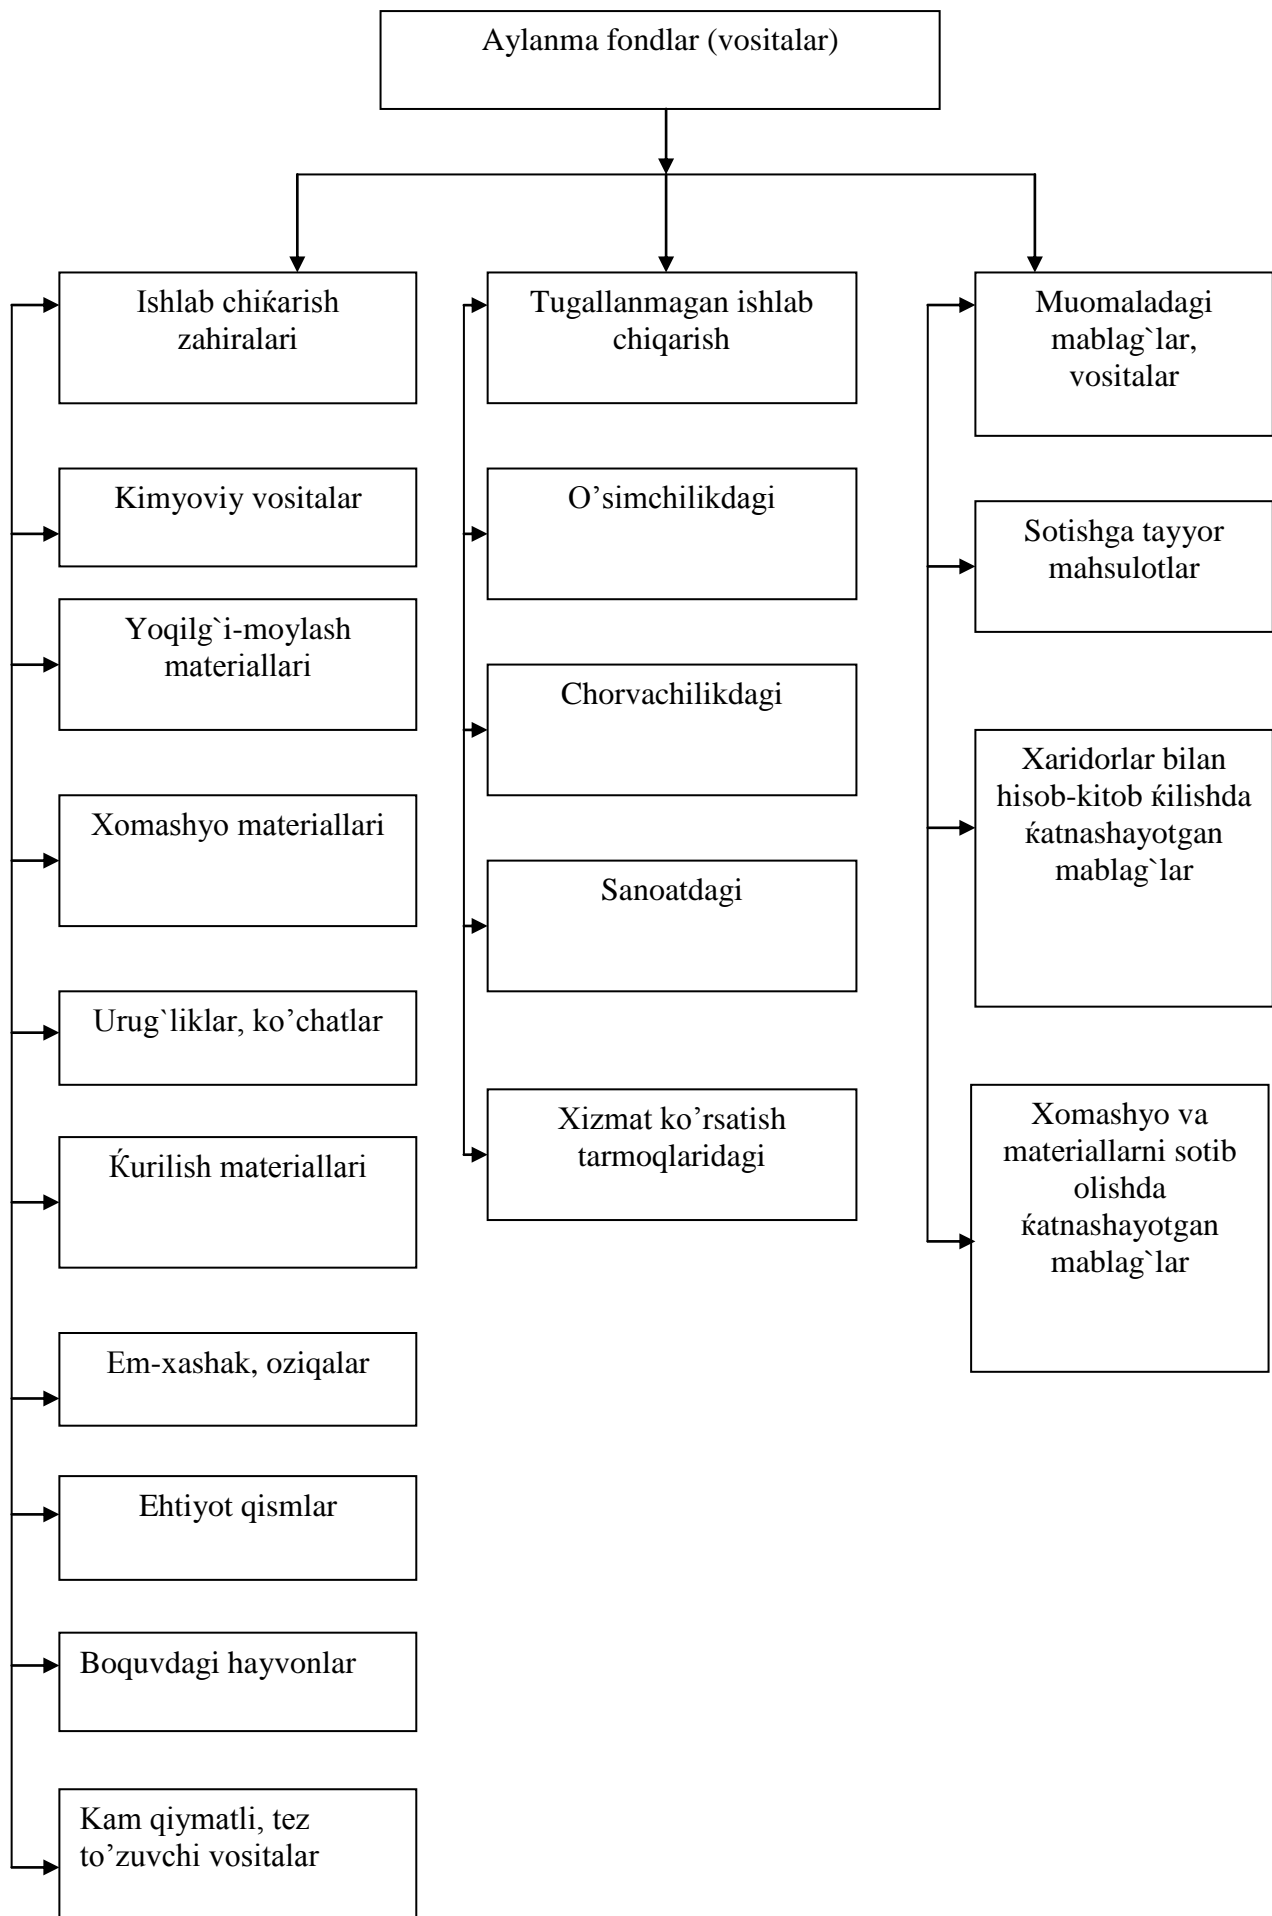 Aylanma fondlar (vositalar)
Ishlab chiḱarish
zahiralari
Kimyoviy vositalar
Yoqilg`i-moylash
materiallari
Xomashyo materiallari
Urug`liklar, ko’chatlar
Ḱurilish materiallari
Em-xashak, oziqalar
Ehtiyot qismlar
Boquvdagi hayvonlar
Kam qiymatli, tez
to’zuvchi vositalar
Tugallanmagan ishlab
chiqarish
O’simchilikdagi
Chorvachilikdagi
Sanoatdagi
Xizmat ko’rsatish
tarmoqlaridagi
Muomaladagi
mablag`lar,
vositalar
Sotishga tayyor
mahsulotlar
Xaridorlar bilan
hisob-kitob ḱilishda
ḱatnashayotgan
mablag`lar
Xomashyo va
materiallarni sotib
olishda
ḱatnashayotgan
mablag`lar